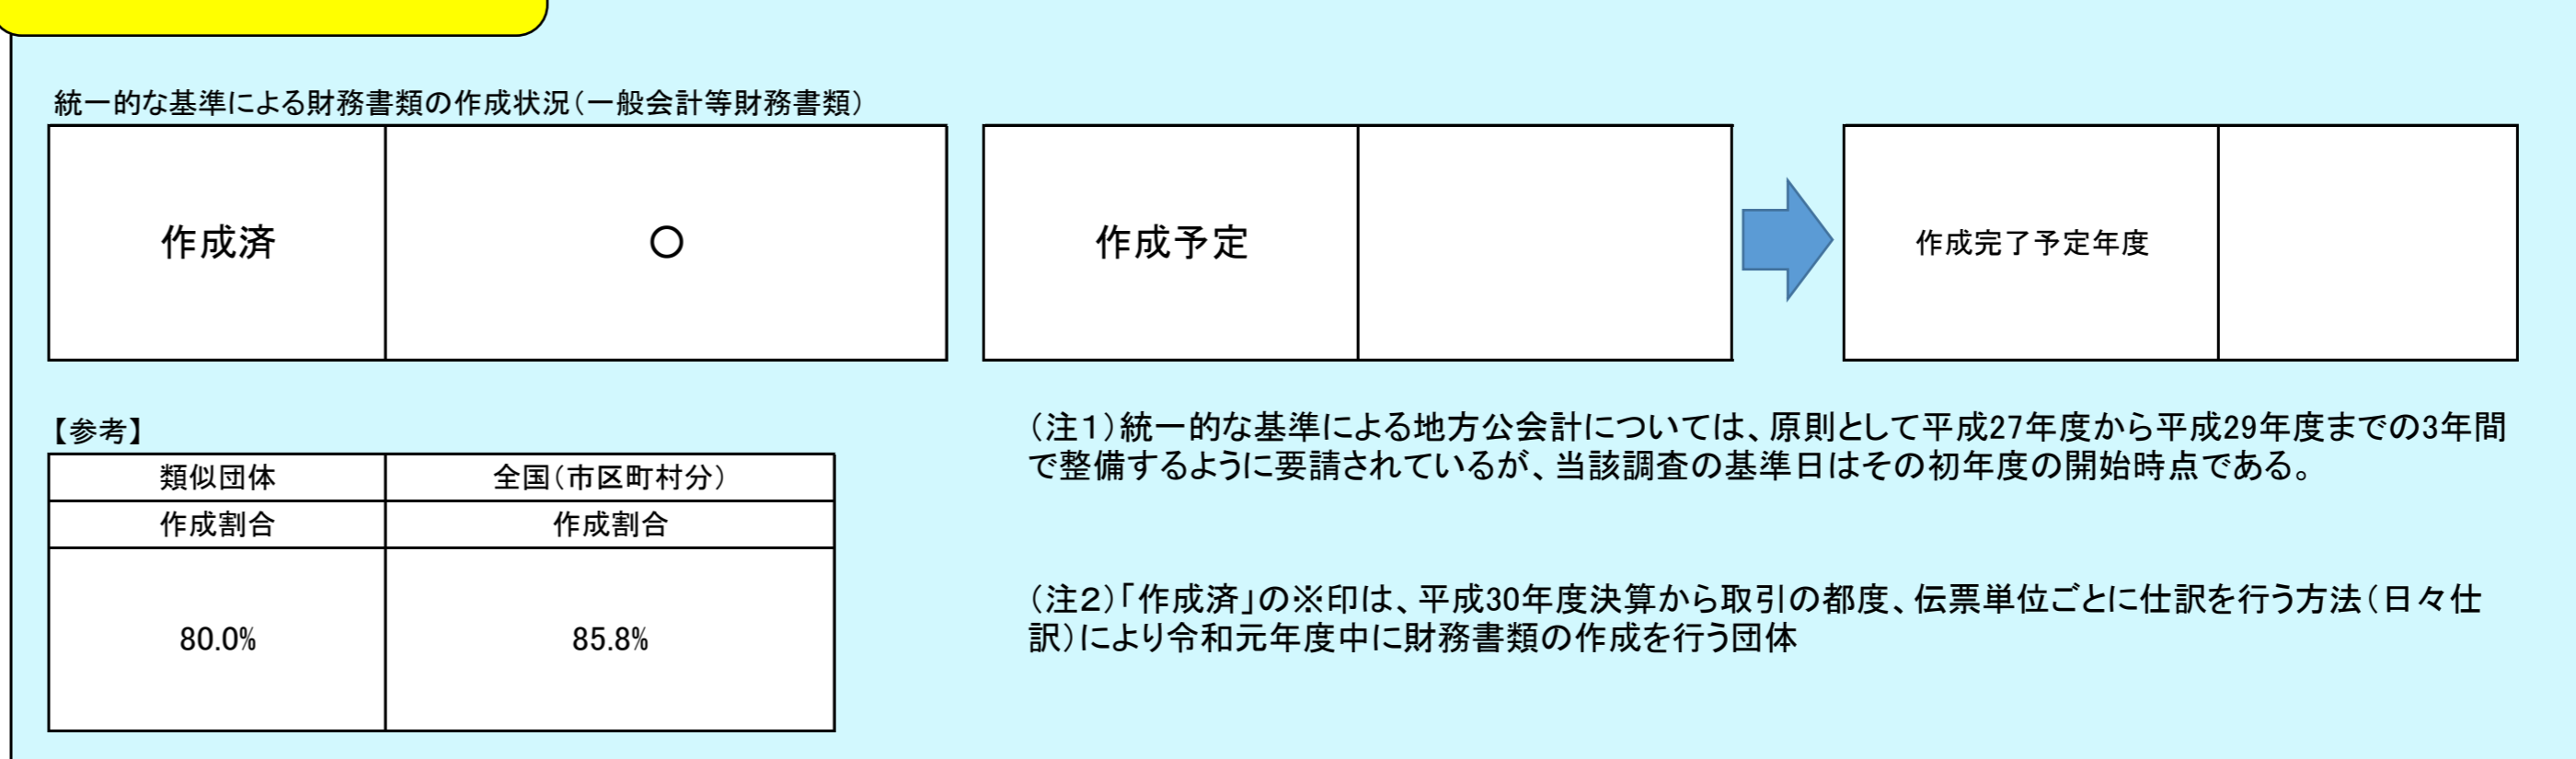 統一的な基準による財務書類の作成状況（一般会計等財務書類）
作成済
○
作成予定
作成完了予定年度
【参考】
類似団体
全国（市区町村分）
作成割合
作成割合
80.0%
85.8%
（注１）統一的な基準による地方公会計については、原則として平成27年度から平成29年度までの3年間
で整備するように要請されているが、当該調査の基準日はその初年度の開始時点である。
（注２）「作成済」の※印は、平成30年度決算から取引の都度、伝票単位ごとに仕訳を行う方法（日々仕
訳）により令和元年度中に財務書類の作成を行う団体